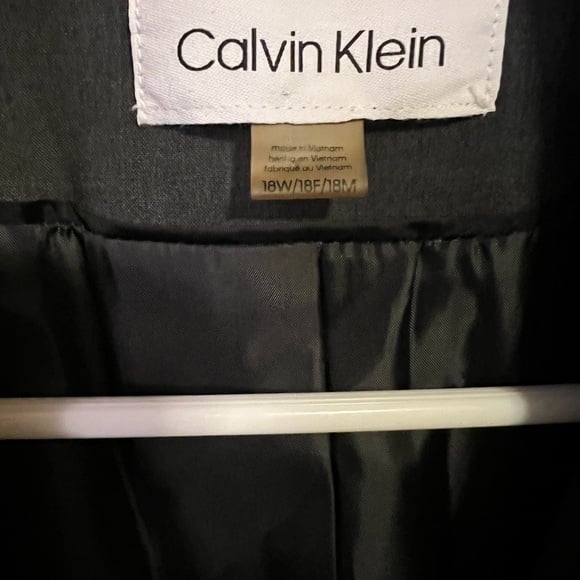 Calvin Klein
made in Vietnam
hecho en Vietnam
fabriqué au Vietnam
18W/18F/18M